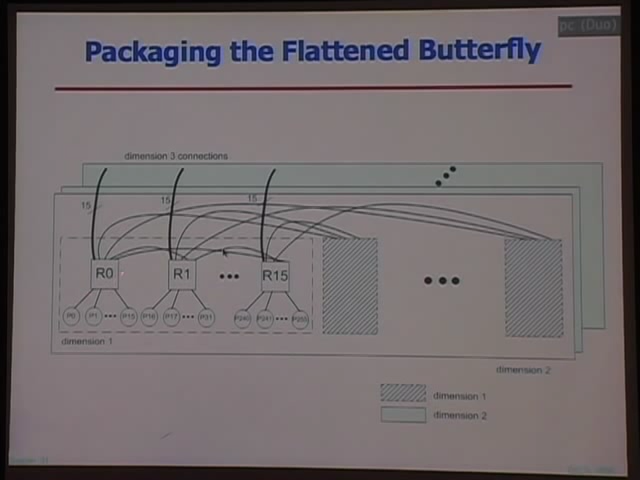 pc (Duo)
Packaging the Flattened Butterfly
dimension 3 connections
15 15 15
R0 R1 R15
P0 P1 P15 P16 P17 P31 P240 P241 P255
dimension 1
dimension 2
dimension 1
dimension 2